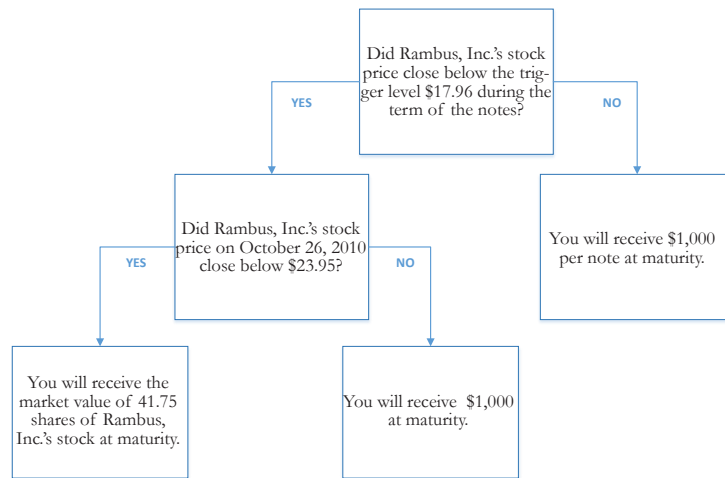 Did Rambus, Inc.'s stock
price close below the trig-
ger level $17.96 during the
term of the notes?
YES
NO
Did Rambus, Inc.'s stock
price on October 26, 2010
close below $23.95?
You will receive $1,000
per note at maturity.
YES
NO
You will receive the
market value of 41.75
shares of Rambus,
Inc.'s stock at maturity.
You will receive $1,000
at maturity.